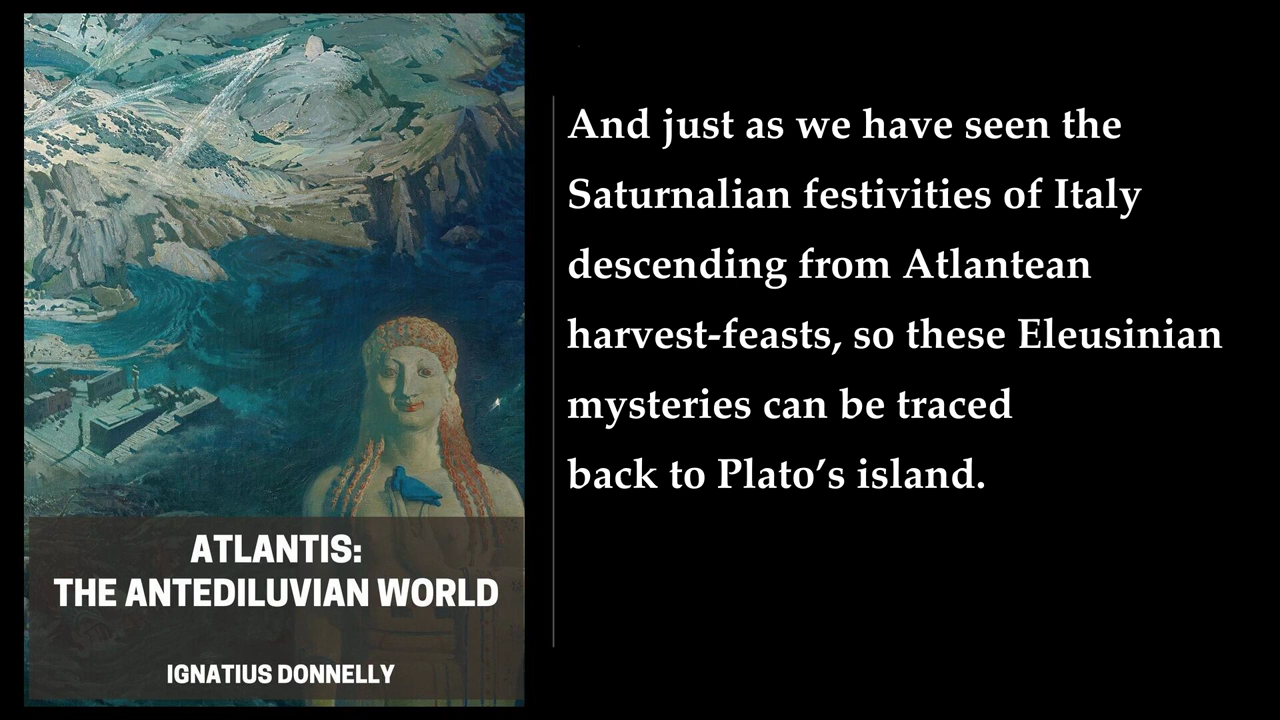 And just as we have seen the
Saturnalian festivities of Italy
descending from Atlantean
harvest-feasts, so these Eleusinian
mysteries can be traced
back to Plato’s island.
ATLANTIS:
THE ANTEDILUVIAN WORLD
IGNATIUS DONNELLY